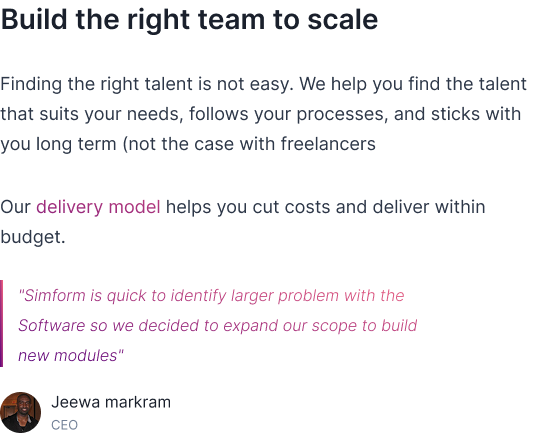 Build the right team to scale
Finding the right talent is not easy. We help you find the talent
that suits your needs, follows your processes, and sticks with
you long term (not the case with freelancers
Our delivery model helps you cut costs and deliver within
budget.
"Simform is quick to identify larger problem with the
Software so we decided to expand our scope to build
new modules"
Jeewa markram
CEO